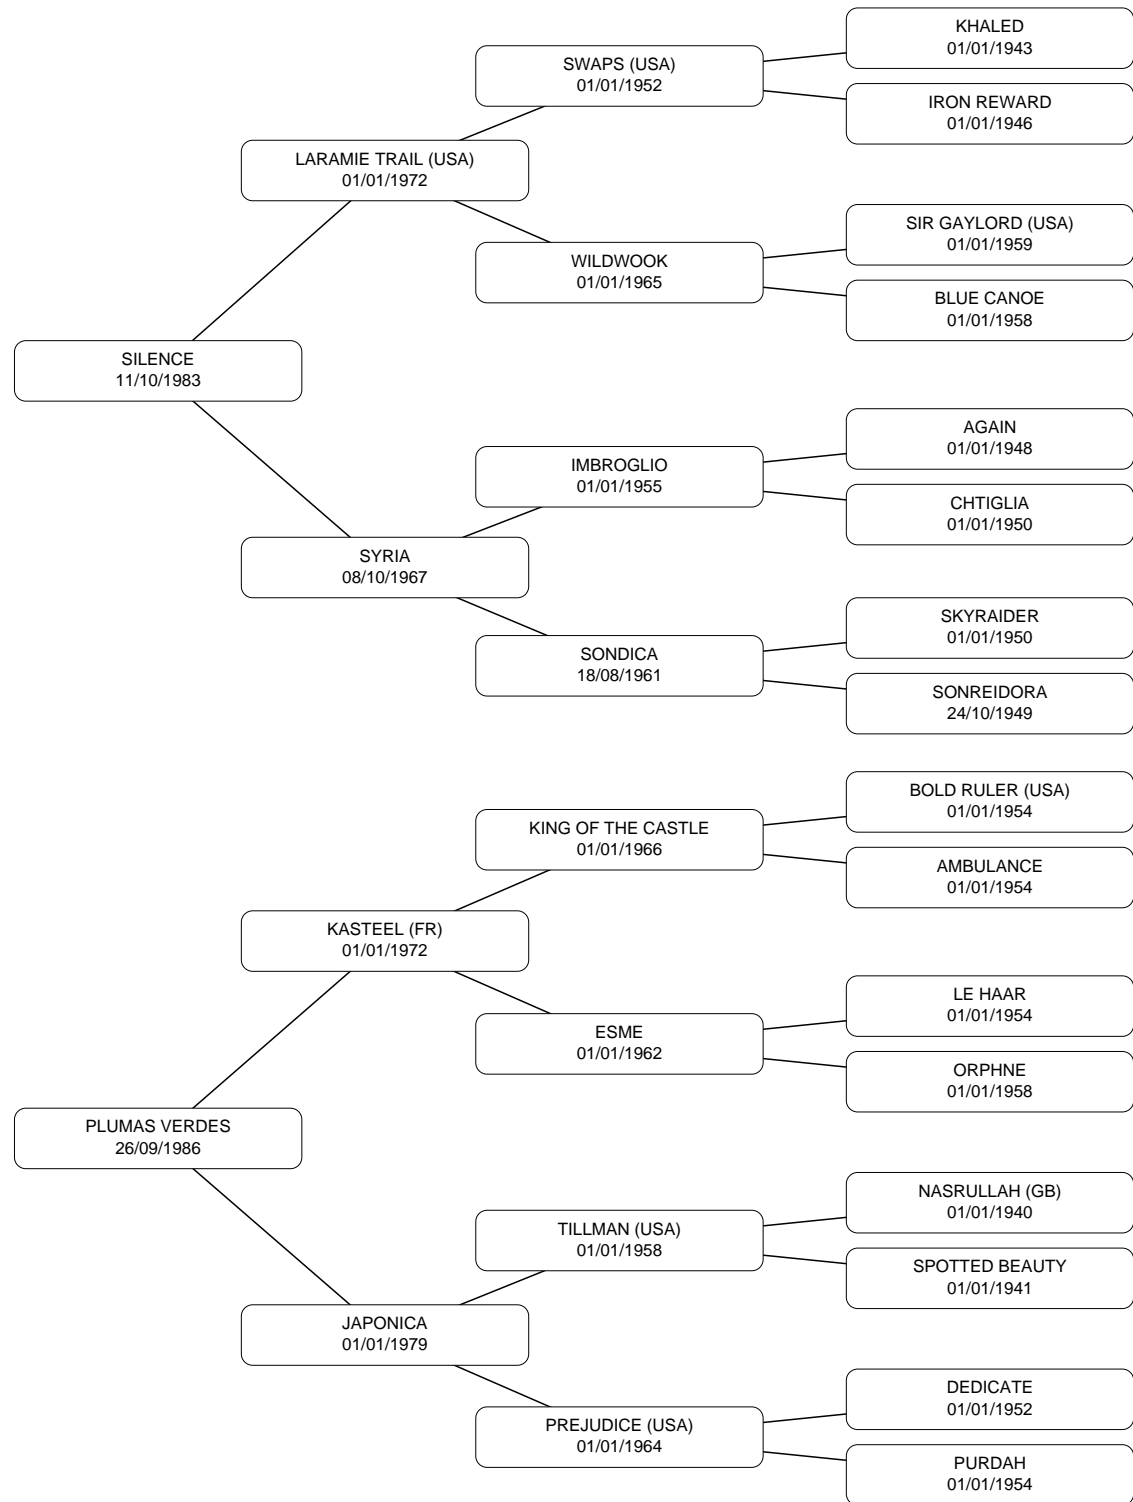 KHALED
01/01/1943
SWAPS (USA)
01/01/1952
IRON REWARD
01/01/1946
LARAMIE TRAIL (USA)
01/01/1972
SIR GAYLORD (USA)
01/01/1959
WILDWOOK
01/01/1965
BLUE CANOE
01/01/1958
SILENCE
11/10/1983
AGAIN
01/01/1948
IMBROGLIO
01/01/1955
CHTIGLIA
01/01/1950
SYRIA
08/10/1967
SKYRAIDER
01/01/1950
SONDICA
18/08/1961
SONREIDORA
24/10/1949
BOLD RULER (USA)
01/01/1954
KING OF THE CASTLE
01/01/1966
AMBULANCE
01/01/1954
KASTEEL (FR)
01/01/1972
LE HAAR
01/01/1954
ESME
01/01/1962
ORPHNE
01/01/1958
PLUMAS VERDES
26/09/1986
NASRULLAH (GB)
01/01/1940
TILLMAN (USA)
01/01/1958
SPOTTED BEAUTY
01/01/1941
JAPONICA
01/01/1979
DEDICATE
01/01/1952
PREJUDICE (USA)
01/01/1964
PURDAH
01/01/1954